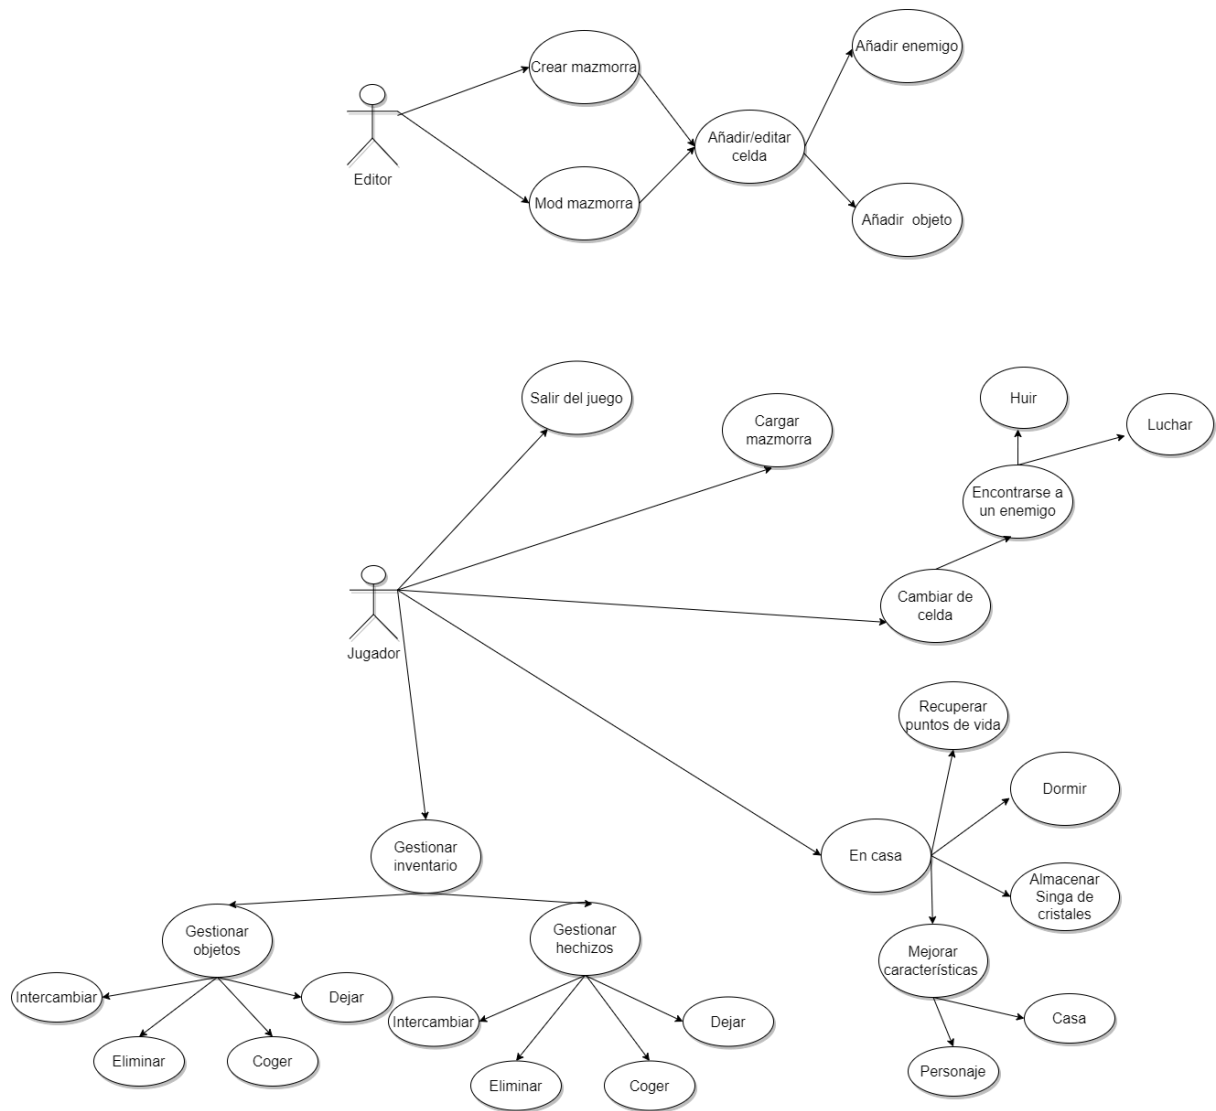 Añadir enemigo
Crear mazmorra
Añadir/editar
celda
Editor
Mod mazmorra
Añadir objeto
Salir del juego
Cargar
mazmorra
Huir
Luchar
Encontrarse a
un enemigo
Cambiar de
celda
Jugador
Recuperar
puntos de vida
Dormir
En casa
Almacenar
Singa de
cristales
Mejorar
características
Casa
Personaje
Gestionar
inventario
Gestionar
objetos
Gestionar
hechizos
Intercambiar
Dejar
Eliminar
Coger
Intercambiar
Dejar
Eliminar
Coger